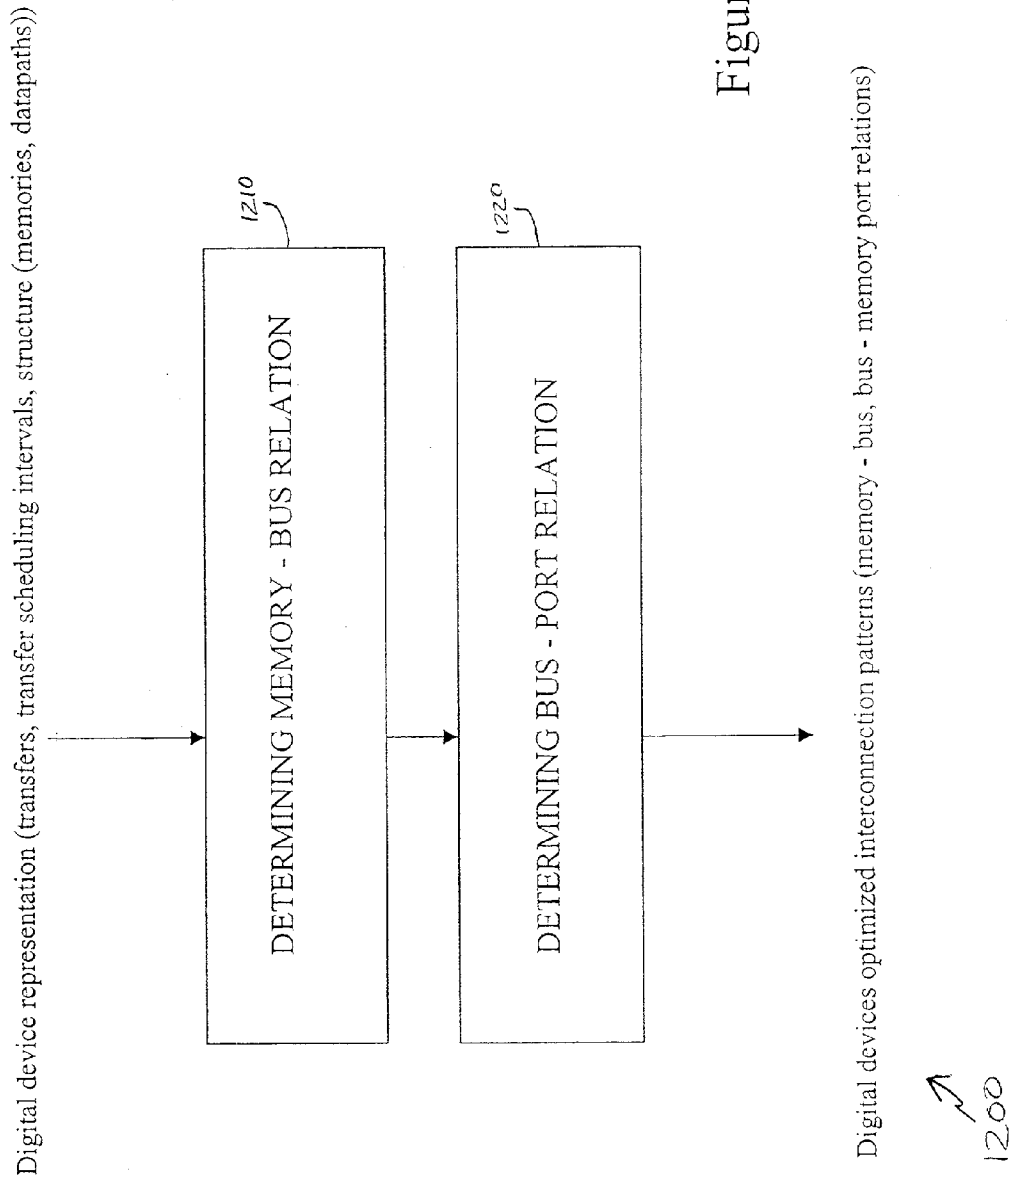 Digital device representation (transfers, transfer scheduling intervals, structure (memories, datapaths))
1210
DETERMINING MEMORY - BUS RELATION
1220
DETERMINING BUS - PORT RELATION
Digital devices optimized interconnection patterns (memory - bus, bus - memory port relations)
1200